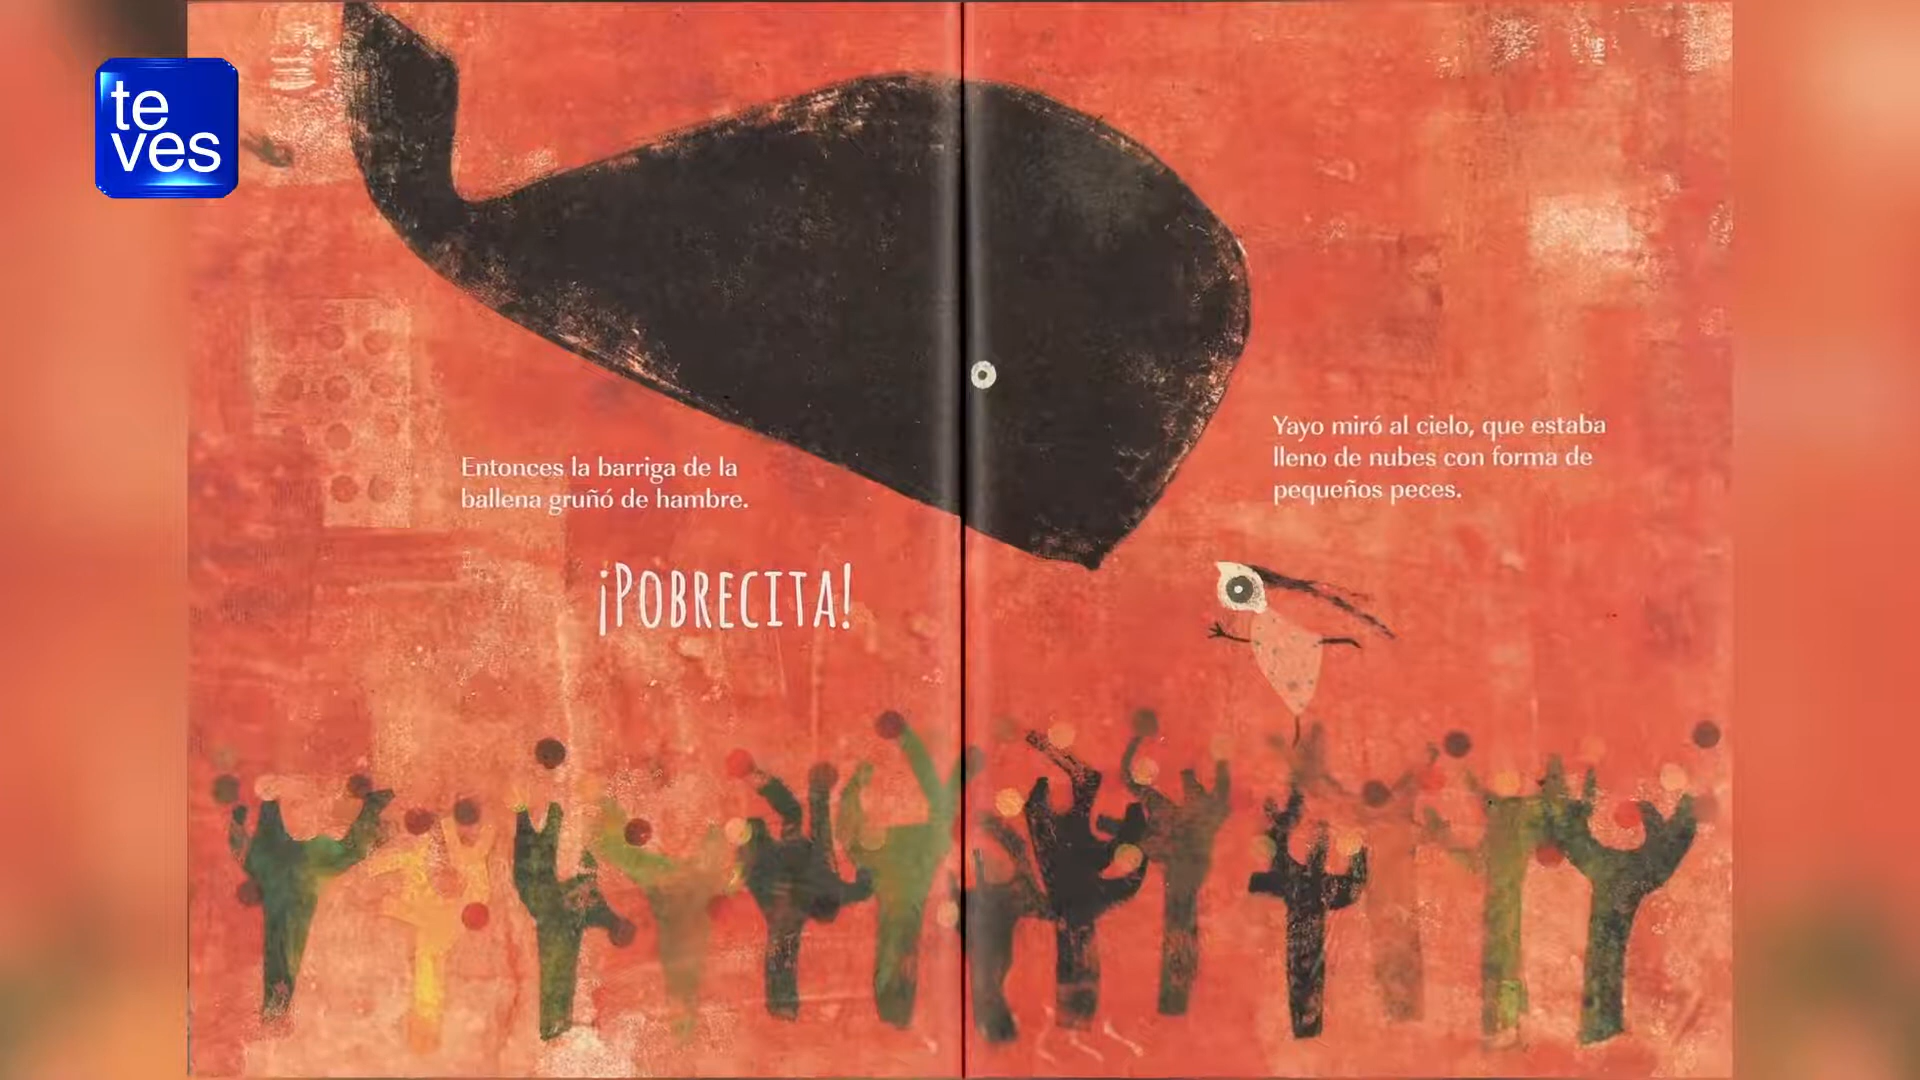 te
ves
Entonces la barriga de la
ballena gruñó de hambre.
¡POBRECITA!
Yayo miró al cielo, que estaba
lleno de nubes con forma de
pequeños peces.